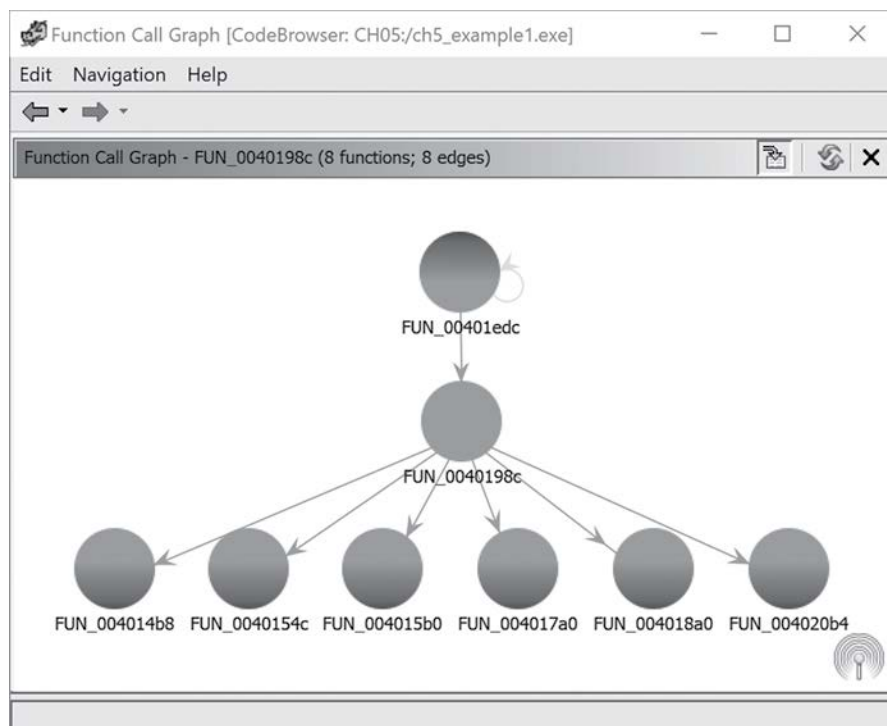 Function Call Graph [CodeBrowser: CH05:/ch5_example1.exe]
Edit Navigation Help
Function Call Graph - FUN_0040198c (8 functions; 8 edges)
FUN_00401edc
FUN_0040198c
FUN_004014b8 FUN_0040154c FUN_004015b0 FUN_004017a0 FUN_004018a0 FUN_004020b4